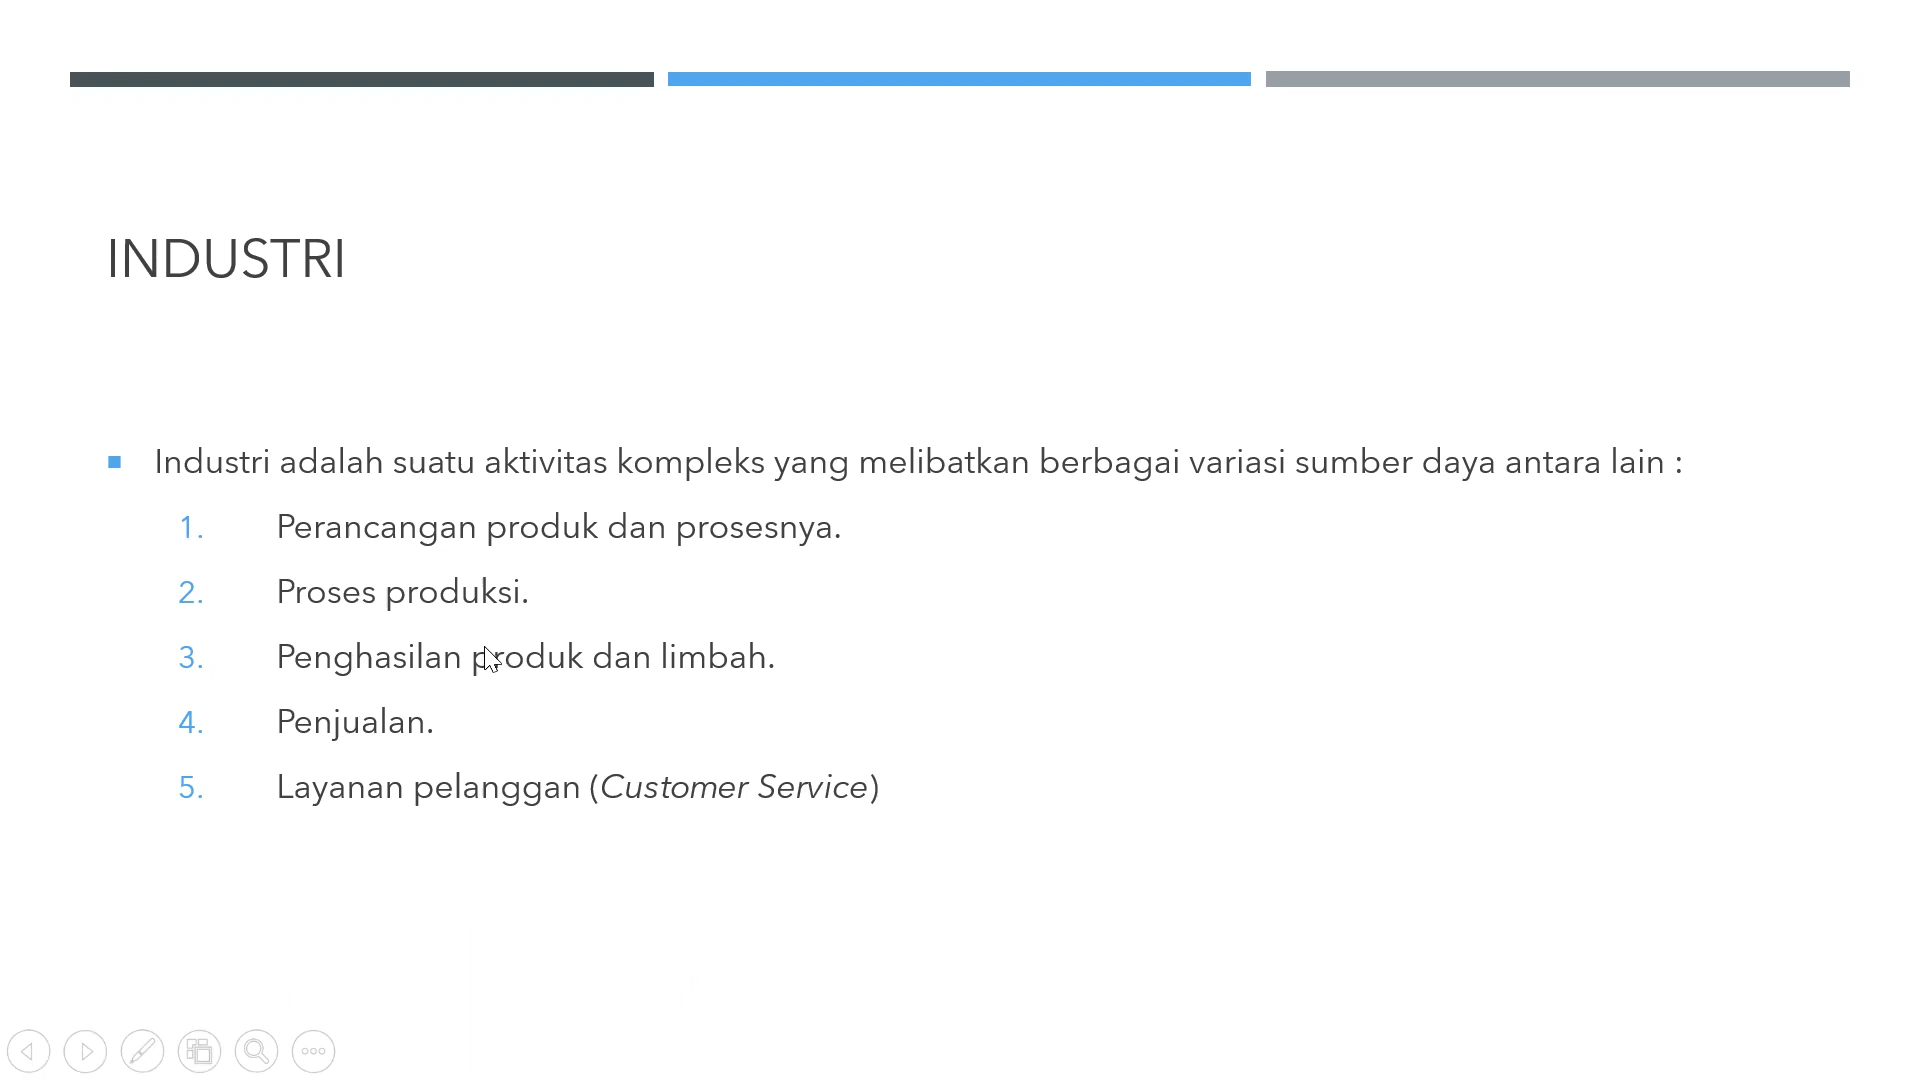 INDUSTRI
Industri adalah suatu aktivitas kompleks yang melibatkan berbagai variasi sumber daya antara lain :
1. Perancangan produk dan prosesnya.
2. Proses produksi.
3. Penghasilan produk dan limbah.
4. Penjualan.
5. Layanan pelanggan (Customer Service)